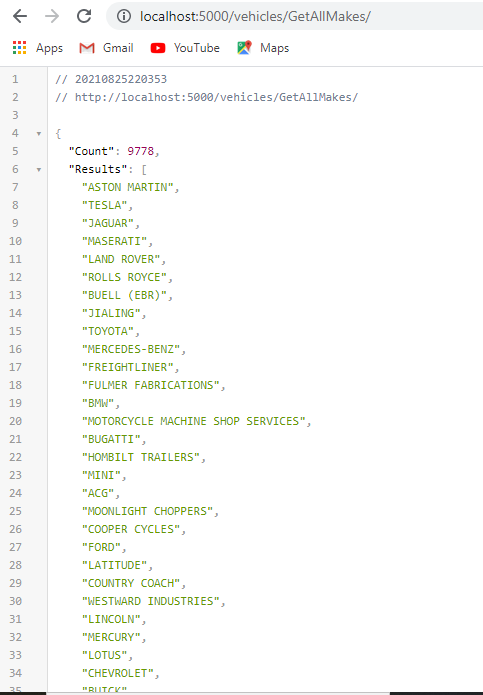 localhost:5000/vehicles/GetAllMakes/
Apps Gmail YouTube Maps
1 // 20210825220353
2 // http://localhost:5000/vehicles/GetAllMakes/
3
4 {
5 "Count": 9778,
6 "Results": [
7 "ASTON MARTIN",
8 "TESLA",
9 "JAGUAR",
10 "MASERATI",
11 "LAND ROVER",
12 "ROLLS ROYCE",
13 "BUELL (EBR)",
14 "JIALING",
15 "TOYOTA",
16 "MERCEDES-BENZ",
17 "FREIGHTLINER",
18 "FULMER FABRICATIONS",
19 "BMW",
20 "MOTORCYCLE MACHINE SHOP SERVICES",
21 "BUGATTI",
22 "HOMBILT TRAILERS",
23 "MINI",
24 "ACG",
25 "MOONLIGHT CHOPPERS",
26 "COOPER CYCLES",
27 "FORD",
28 "LATITUDE",
29 "COUNTRY COACH",
30 "WESTWARD INDUSTRIES",
31 "LINCOLN",
32 "MERCURY",
33 "LOTUS",
34 "CHEVROLET",
35 "BUICK"